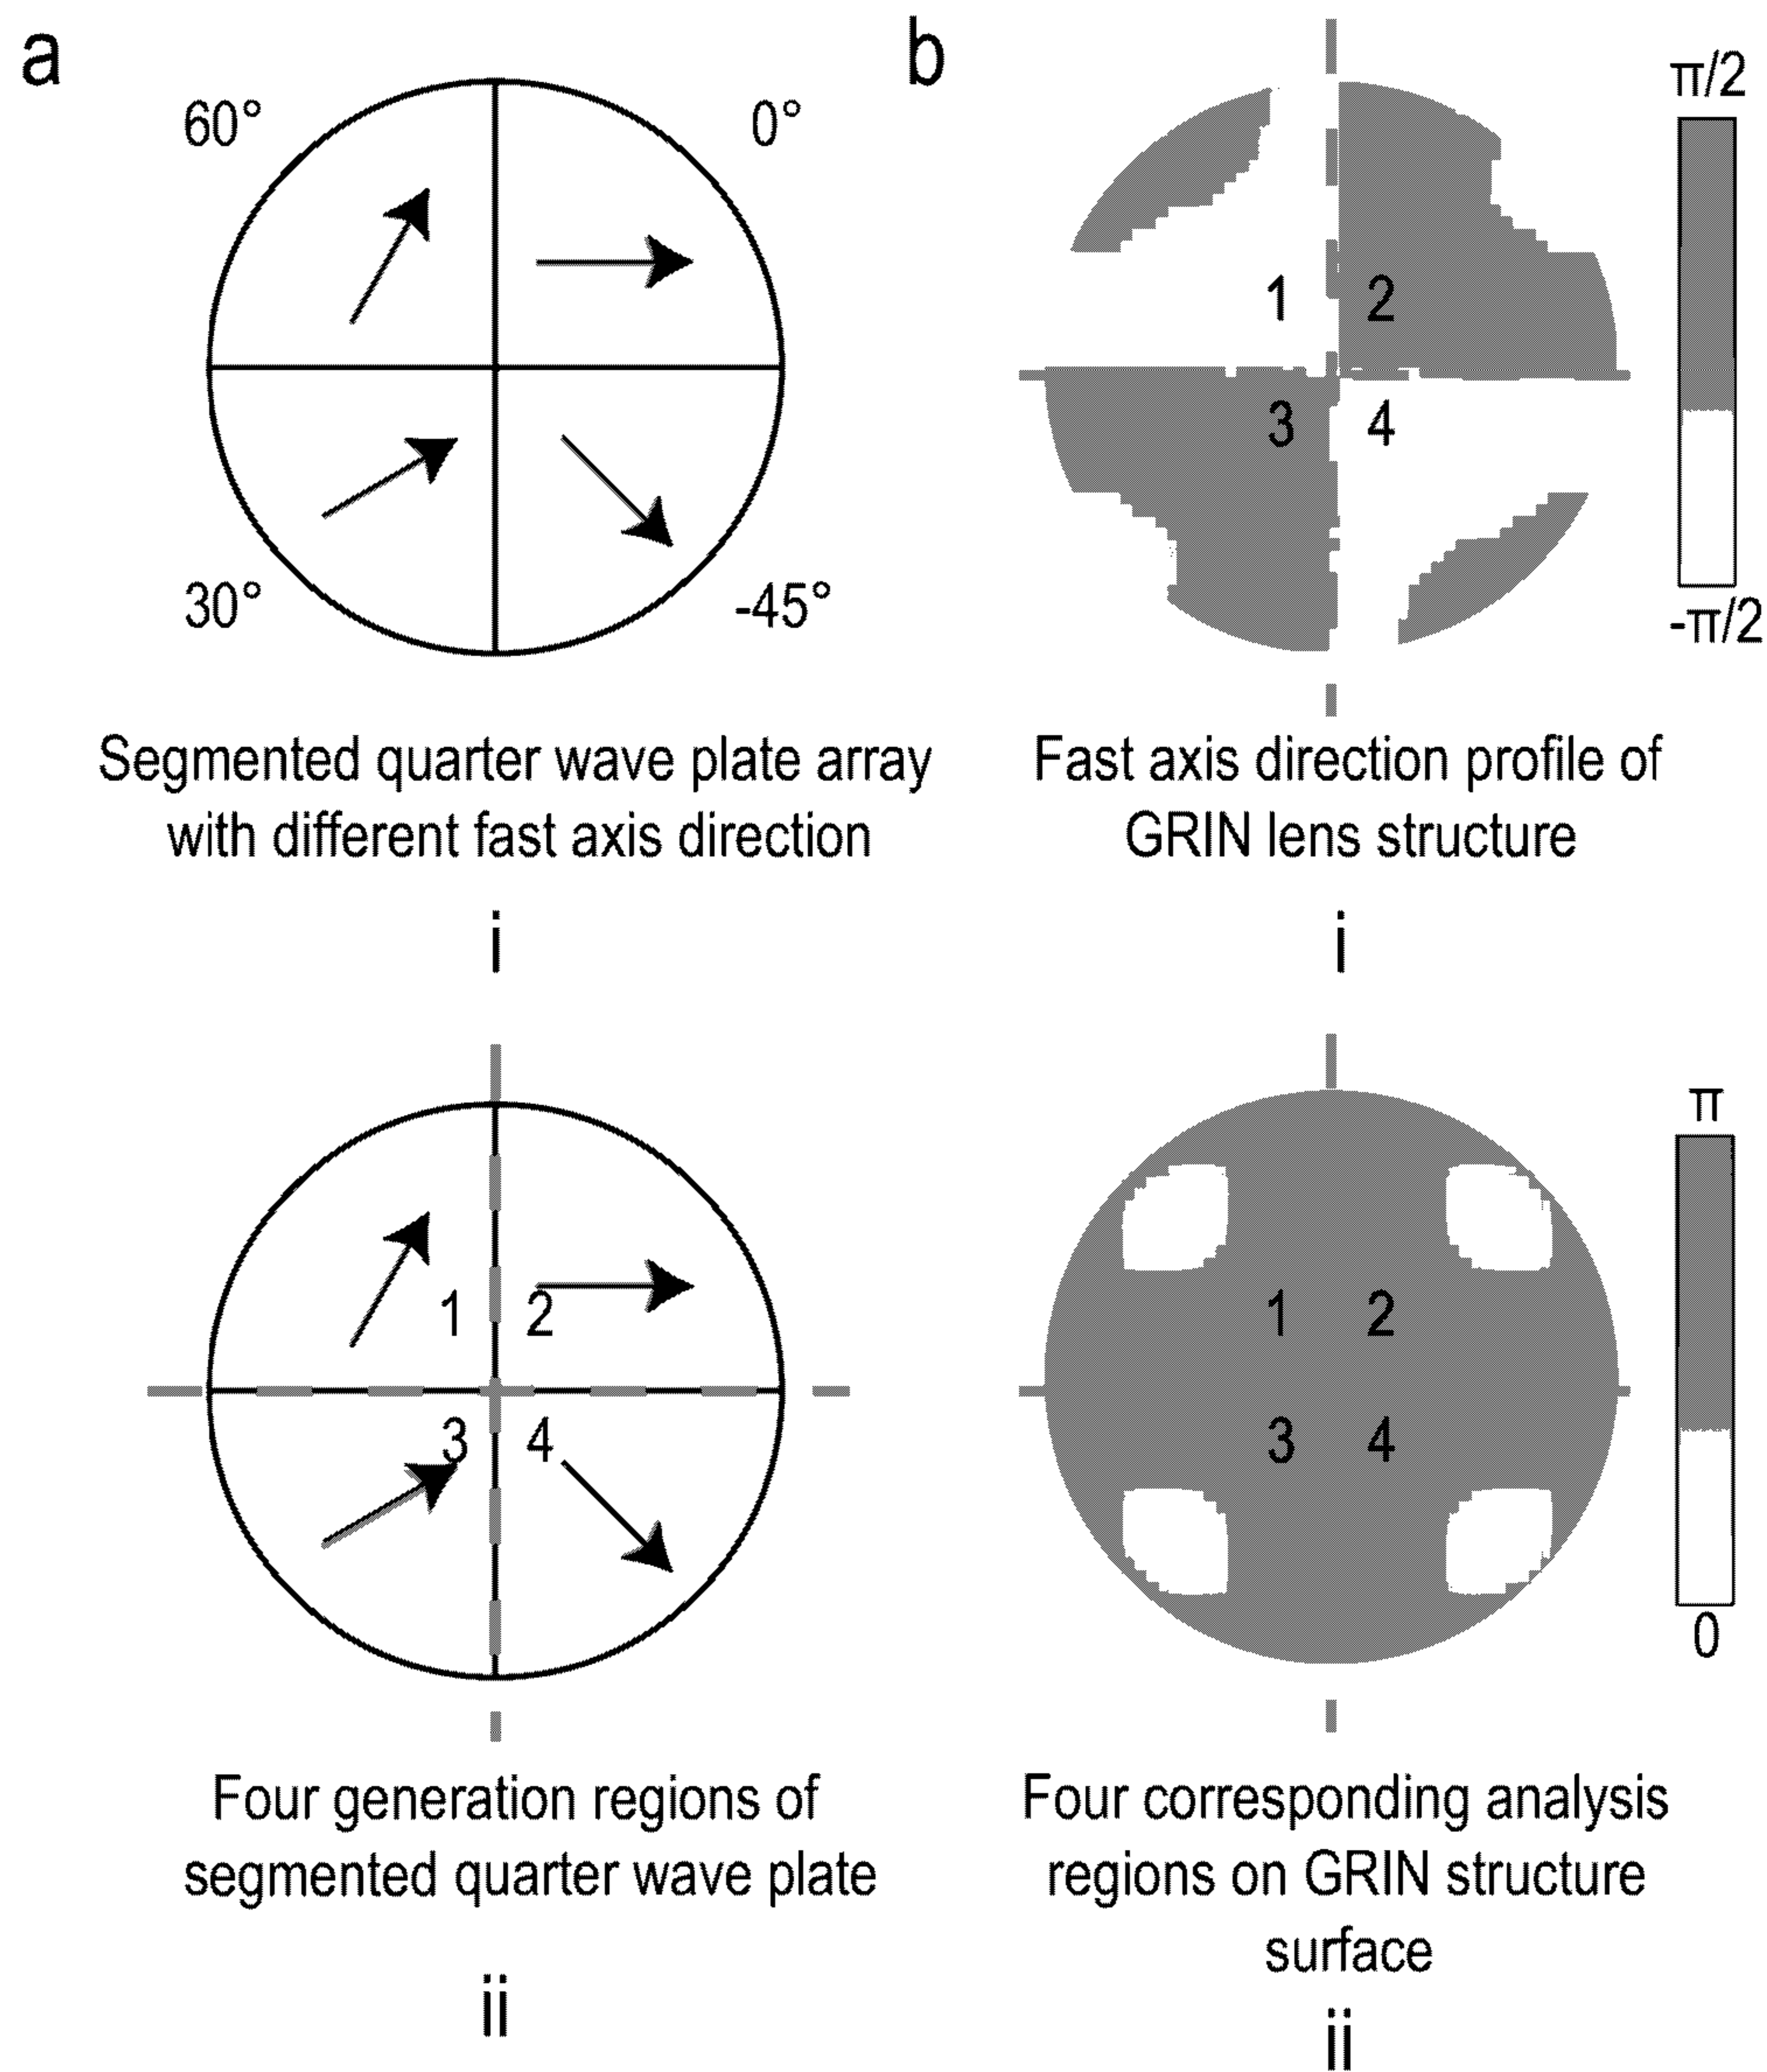 a
60°
0°
30°
-45°
Segmented quarter wave plate array
with different fast axis direction
i
b
1
2
3
4
π/2
-π/2
Fast axis direction profile of
GRIN lens structure
i
1
2
3
4
Four generation regions of
segmented quarter wave plate
ii
1
2
3
4
π
0
Four corresponding analysis
regions on GRIN structure
surface
ii